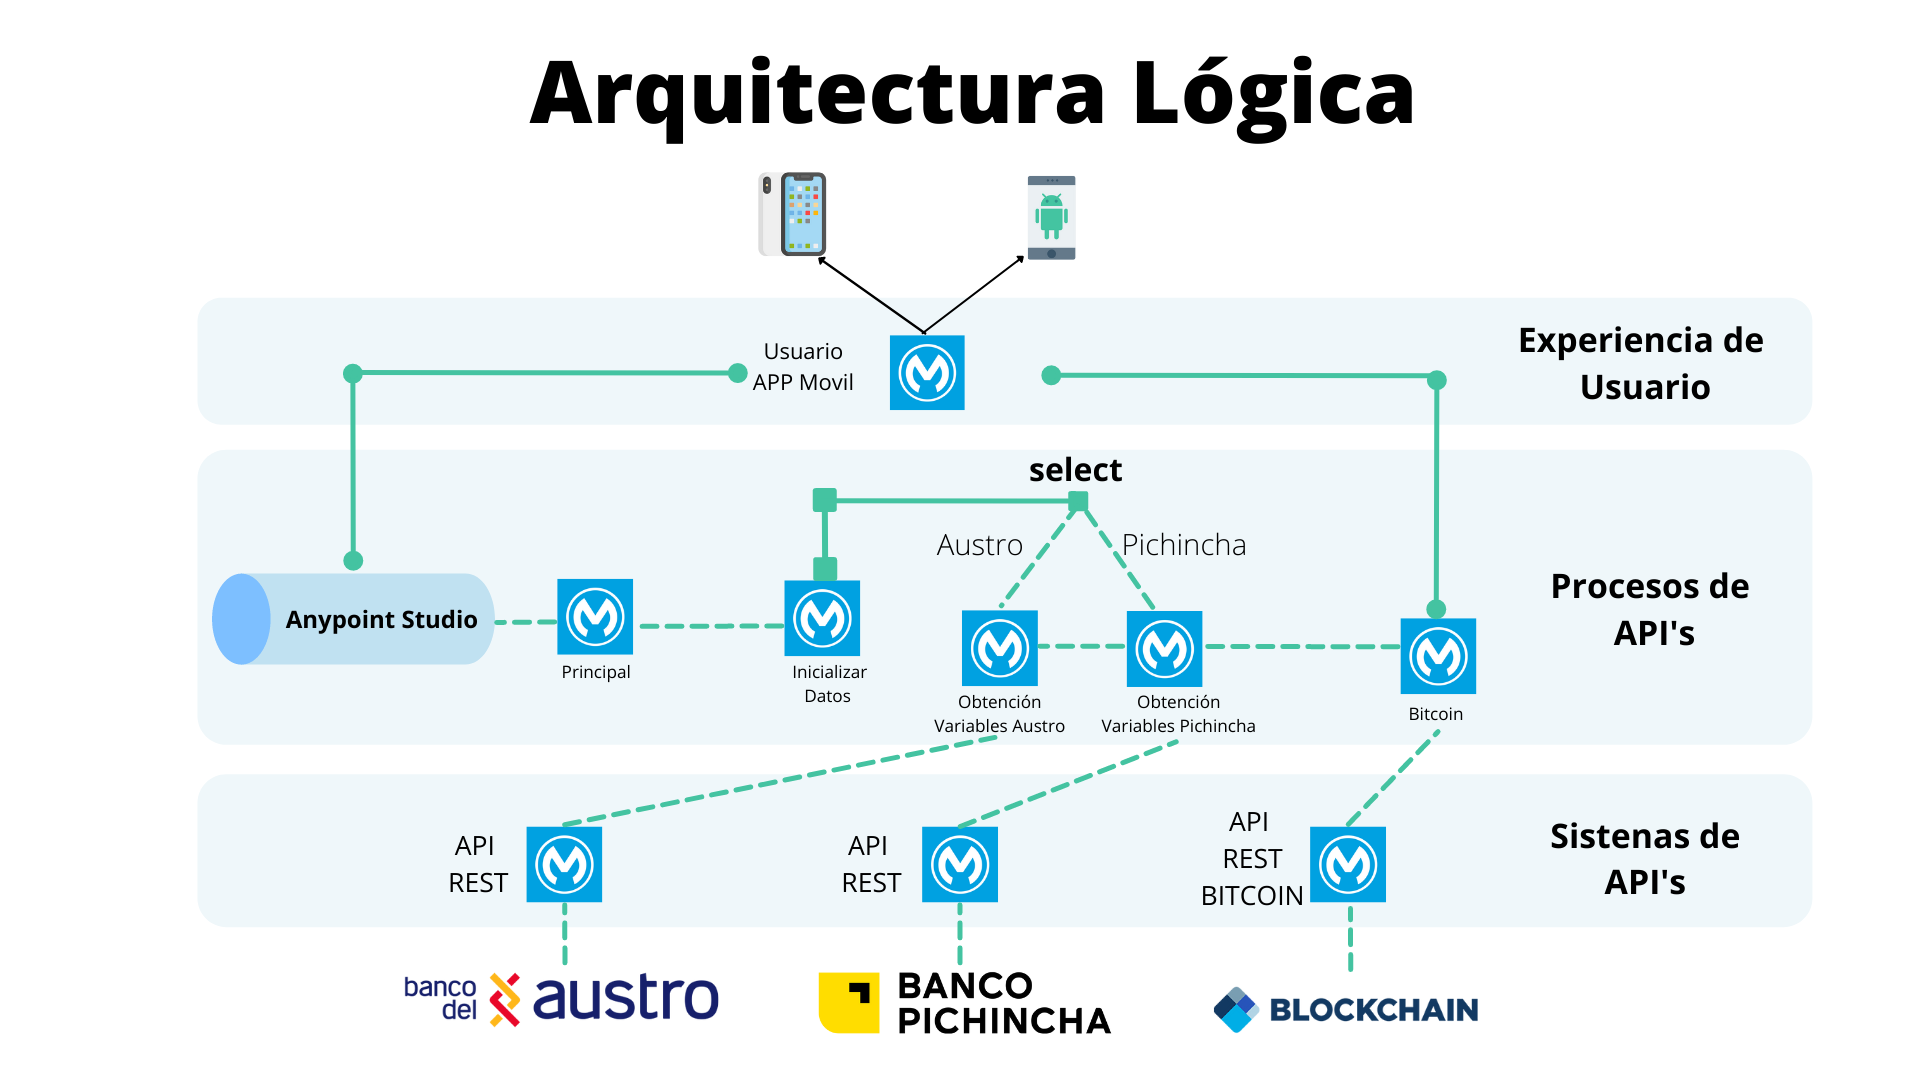 Arquitectura Lógica
Usuario
APP Movil
Experiencia de
Usuario
select
Austro
Pichincha
Anypoint Studio
Principal
Inicializar
Datos
Obtención
Variables Austro
Obtención
Variables Pichincha
Bitcoin
Procesos de
API's
API
REST
API
REST
API
REST
BITCOIN
Sistenas de
API's
banco
del
austro
BANCO
PICHINCHA
BLOCKCHAIN